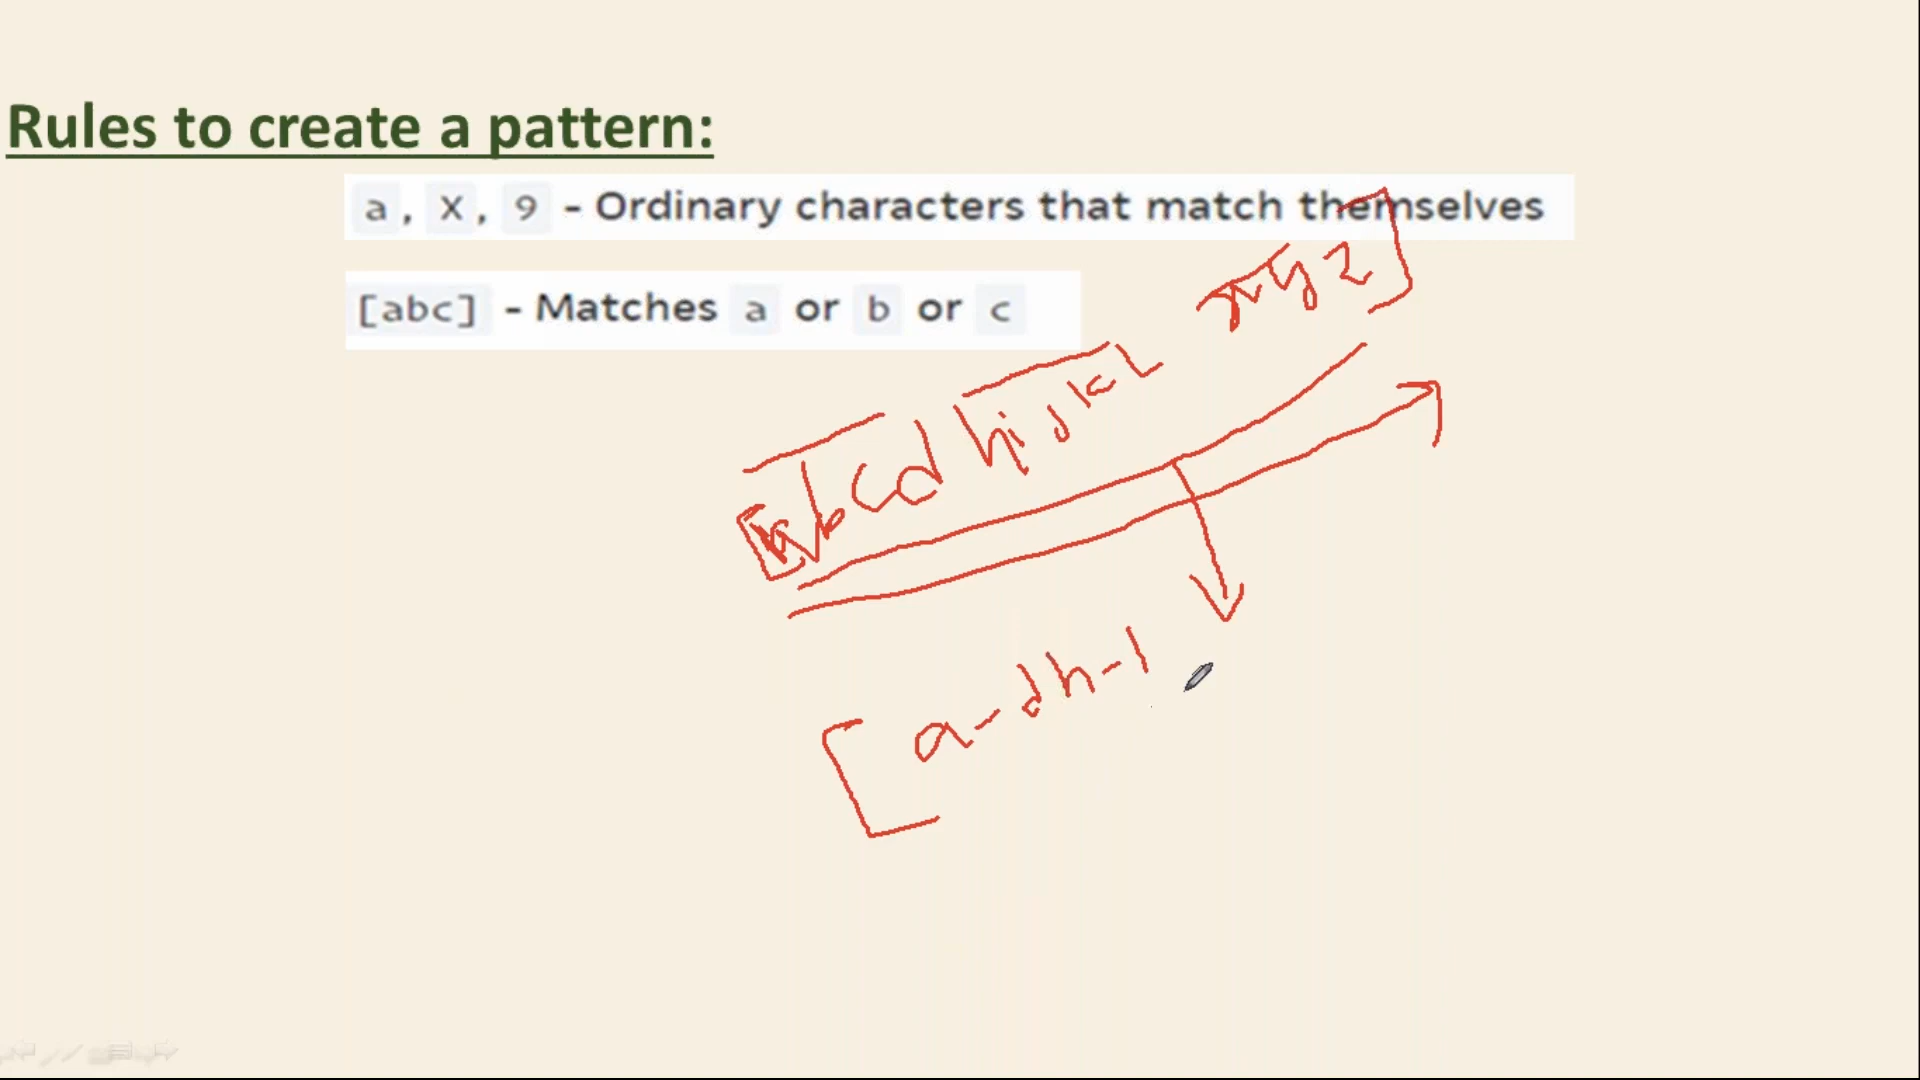 Rules to create a pattern:
a, X, 9 - Ordinary characters that match themselves
[abc] - Matches a or b or c
[abcd hijkl xyz]
[a-dh-l